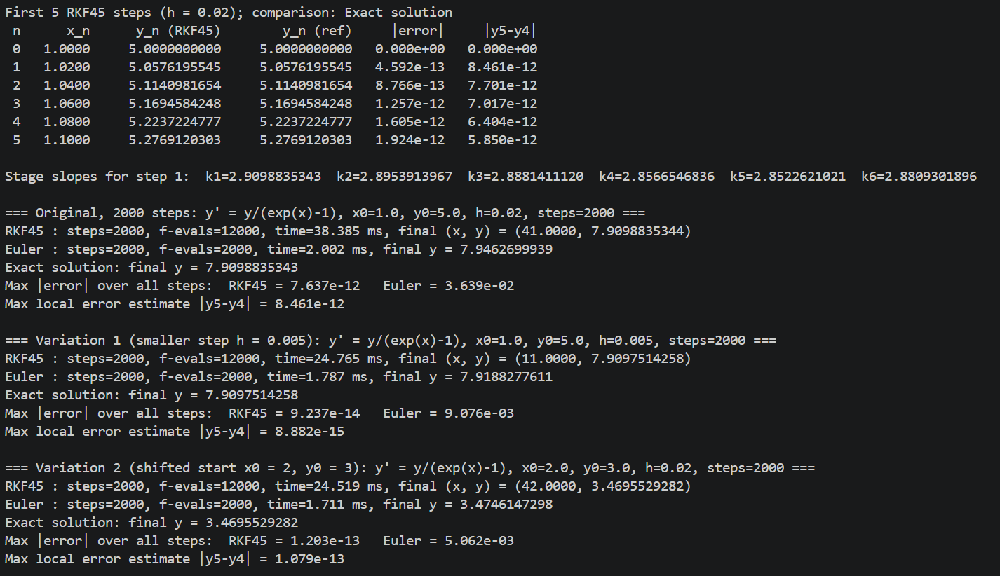 First 5 RKF45 steps (h = 0.02); comparison: Exact solution
n x_n y_n (RKF45) y_n (ref) |error| |y5-y4|
0 1.0000 5.0000000000 5.0000000000 0.000e+00 0.000e+00
1 1.0200 5.0576195545 5.0576195545 4.592e-13 8.461e-12
2 1.0400 5.1140981654 5.1140981654 8.766e-13 7.701e-12
3 1.0600 5.1694584248 5.1694584248 1.257e-12 7.017e-12
4 1.0800 5.2237224777 5.2237224777 1.605e-12 6.404e-12
5 1.1000 5.2769120303 5.2769120303 1.924e-12 5.850e-12
Stage slopes for step 1: k1=2.9098835343 k2=2.8953913967 k3=2.8881411120 k4=2.8566546836 k5=2.8522621021 k6=2.8809301896
=== Original, 2000 steps: y' = y/(exp(x)-1), x0=1.0, y0=5.0, h=0.02, steps=2000 ===
RKF45 : steps=2000, f-evals=12000, time=38.385 ms, final (x, y) = (41.0000, 7.9098835344)
Euler : steps=2000, f-evals=2000, time=2.002 ms, final y = 7.9462699939
Exact solution: final y = 7.9098835343
Max |error| over all steps: RKF45 = 7.637e-12 Euler = 3.639e-02
Max local error estimate |y5-y4| = 8.461e-12
=== Variation 1 (smaller step h = 0.005): y' = y/(exp(x)-1), x0=1.0, y0=5.0, h=0.005, steps=2000 ===
RKF45 : steps=2000, f-evals=12000, time=24.765 ms, final (x, y) = (11.0000, 7.9097514258)
Euler : steps=2000, f-evals=2000, time=1.787 ms, final y = 7.9188277611
Exact solution: final y = 7.9097514258
Max |error| over all steps: RKF45 = 9.237e-14 Euler = 9.076e-03
Max local error estimate |y5-y4| = 8.882e-15
=== Variation 2 (shifted start x0 = 2, y0 = 3): y' = y/(exp(x)-1), x0=2.0, y0=3.0, h=0.02, steps=2000 ===
RKF45 : steps=2000, f-evals=12000, time=24.519 ms, final (x, y) = (42.0000, 3.4695529282)
Euler : steps=2000, f-evals=2000, time=1.711 ms, final y = 3.4746147298
Exact solution: final y = 3.4695529282
Max |error| over all steps: RKF45 = 1.203e-13 Euler = 5.062e-03
Max local error estimate |y5-y4| = 1.079e-13